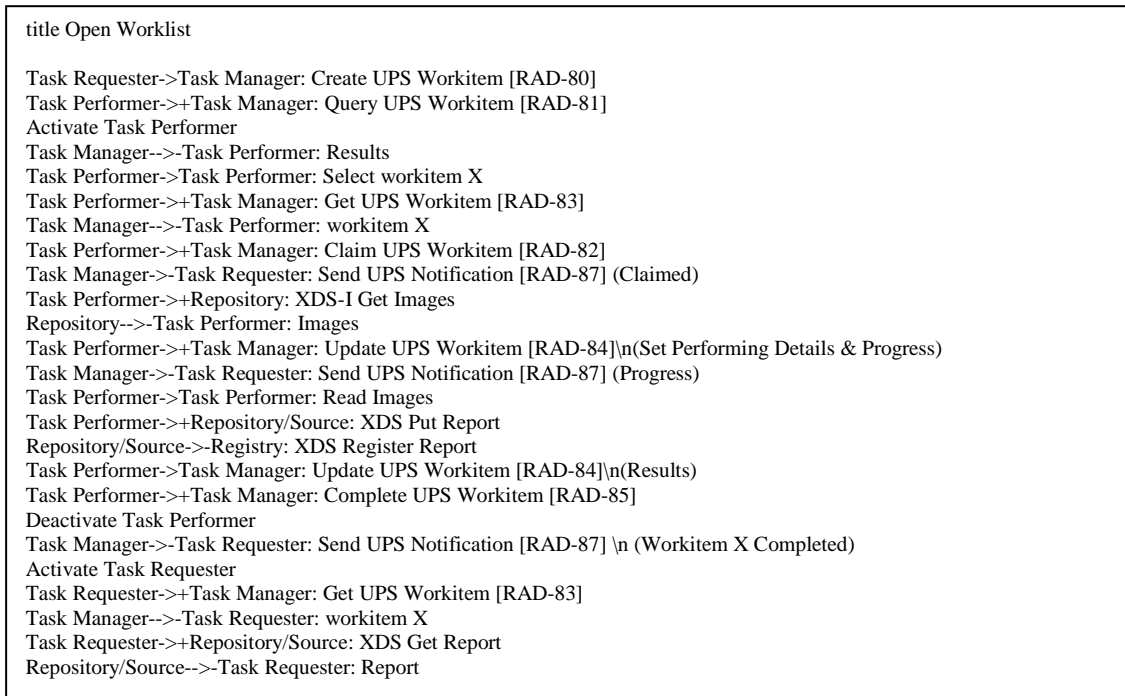 title Open Worklist
Task Requester->Task Manager: Create UPS Workitem [RAD-80]
Task Performer->+Task Manager: Query UPS Workitem [RAD-81]
Activate Task Performer
Task Manager-->-Task Performer: Results
Task Performer->Task Performer: Select workitem X
Task Performer->+Task Manager: Get UPS Workitem [RAD-83]
Task Manager-->-Task Performer: workitem X
Task Performer->+Task Manager: Claim UPS Workitem [RAD-82]
Task Manager->-Task Requester: Send UPS Notification [RAD-87] (Claimed)
Task Performer->+Repository: XDS-I Get Images
Repository-->-Task Performer: Images
Task Performer->+Task Manager: Update UPS Workitem [RAD-84]\n(Set Performing Details & Progress)
Task Manager->-Task Requester: Send UPS Notification [RAD-87] (Progress)
Task Performer->Task Performer: Read Images
Task Performer->+Repository/Source: XDS Put Report
Repository/Source->-Registry: XDS Register Report
Task Performer->Task Manager: Update UPS Workitem [RAD-84]\n(Results)
Task Performer->+Task Manager: Complete UPS Workitem [RAD-85]
Deactivate Task Performer
Task Manager->-Task Requester: Send UPS Notification [RAD-87] \n (Workitem X Completed)
Activate Task Requester
Task Requester->+Task Manager: Get UPS Workitem [RAD-83]
Task Manager-->-Task Requester: workitem X
Task Requester->+Repository/Source: XDS Get Report
Repository/Source-->-Task Requester: Report